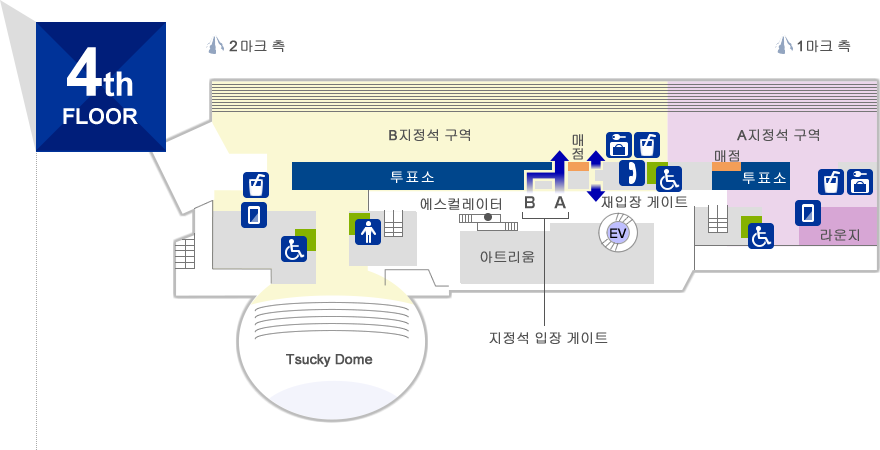 4th
FLOOR
2마크 측
1마크 측
B지정석 구역
A지정석 구역
매점
매점
투표소
투표소
에스컬레이터
B A
재입장 게이트
EV
라운지
아트리움
지정석 입장 게이트
Tsucky Dome